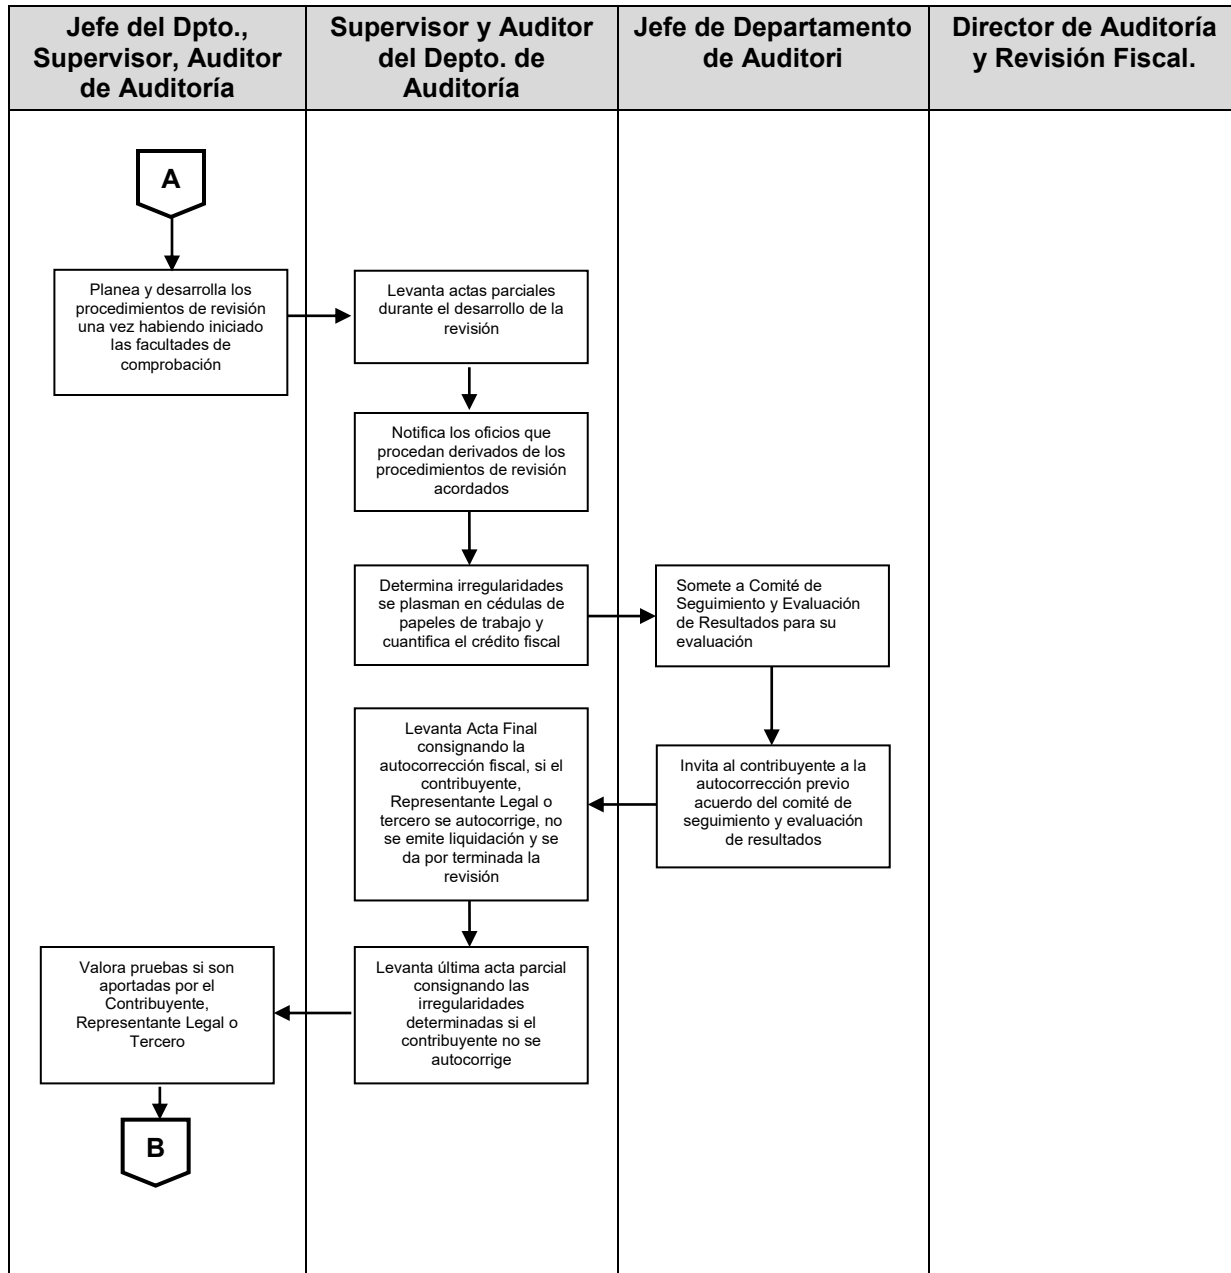 Jefe del Dpto.,
Supervisor, Auditor
de Auditoría
Supervisor y Auditor
del Depto. de
Auditoría
Jefe de Departamento
de Auditori
Director de Auditoría
y Revisión Fiscal.
A
Planea y desarrolla los
procedimientos de revisión
una vez habiendo iniciado
las facultades de
comprobación
Levanta actas parciales
durante el desarrollo de la
revisión
Notifica los oficios que
procedan derivados de los
procedimientos de revisión
acordados
Determina irregularidades
se plasman en cédulas de
papeles de trabajo y
cuantifica el crédito fiscal
Somete a Comité de
Seguimiento y Evaluación
de Resultados para su
evaluación
Invita al contribuyente a la
autocorrección previo
acuerdo del comité de
seguimiento y evaluación
de resultados
Levanta Acta Final
consignando la
autocorrección fiscal, si el
contribuyente,
Representante Legal o
tercero se autocorrige, no
se emite liquidación y se
da por terminada la
revisión
Levanta última acta parcial
consignando las
irregularidades
determinadas si el
contribuyente no se
autocorrige
Valora pruebas si son
aportadas por el
Contribuyente,
Representante Legal o
Tercero
B